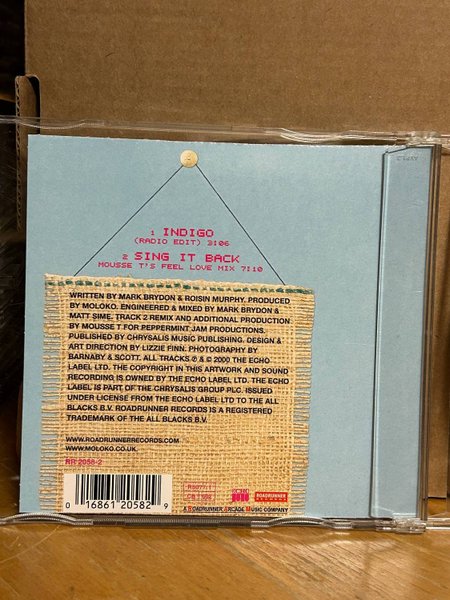 1 INDIGO
(RADIO EDIT) 3:06
2 SING IT BACK
MOUSSE T'S FEEL LOVE MIX 7:10
WRITTEN BY MARK BRYDON & ROISIN MURPHY. PRODUCED
BY MOLOKO. ENGINEERED & MIXED BY MARK BRYDON &
MATT SIME. TRACK 2 REMIX AND ADDITIONAL PRODUCTION
BY MOUSSE T FOR PEPPERMINT JAM PRODUCTIONS.
PUBLISHED BY CHRYSALIS MUSIC PUBLISHING. DESIGN &
ART DIRECTION BY LIZZIE FINN. PHOTOGRAPHY BY
BARNABY & SCOTT. ALL TRACKS ℗ & © 2000 THE ECHO
LABEL LTD. THE COPYRIGHT IN THIS ARTWORK AND SOUND
RECORDING IS OWNED BY THE ECHO LABEL LTD. THE ECHO
LABEL IS PART OF THE CHRYSALIS GROUP PLC. ISSUED
UNDER LICENSE FROM THE ECHO LABEL LTD TO THE ALL
BLACKS B.V. ROADRUNNER RECORDS IS A REGISTERED
TRADEMARK OF THE ALL BLACKS B.V.
WWW.ROADRUNNERRECORDS.COM
WWW.MOLOKO.CO.UK
RR 2058-2
0 16861 20582 9
ROADRUNNER
A ROADRUNNER ARCADE MUSIC COMPANY